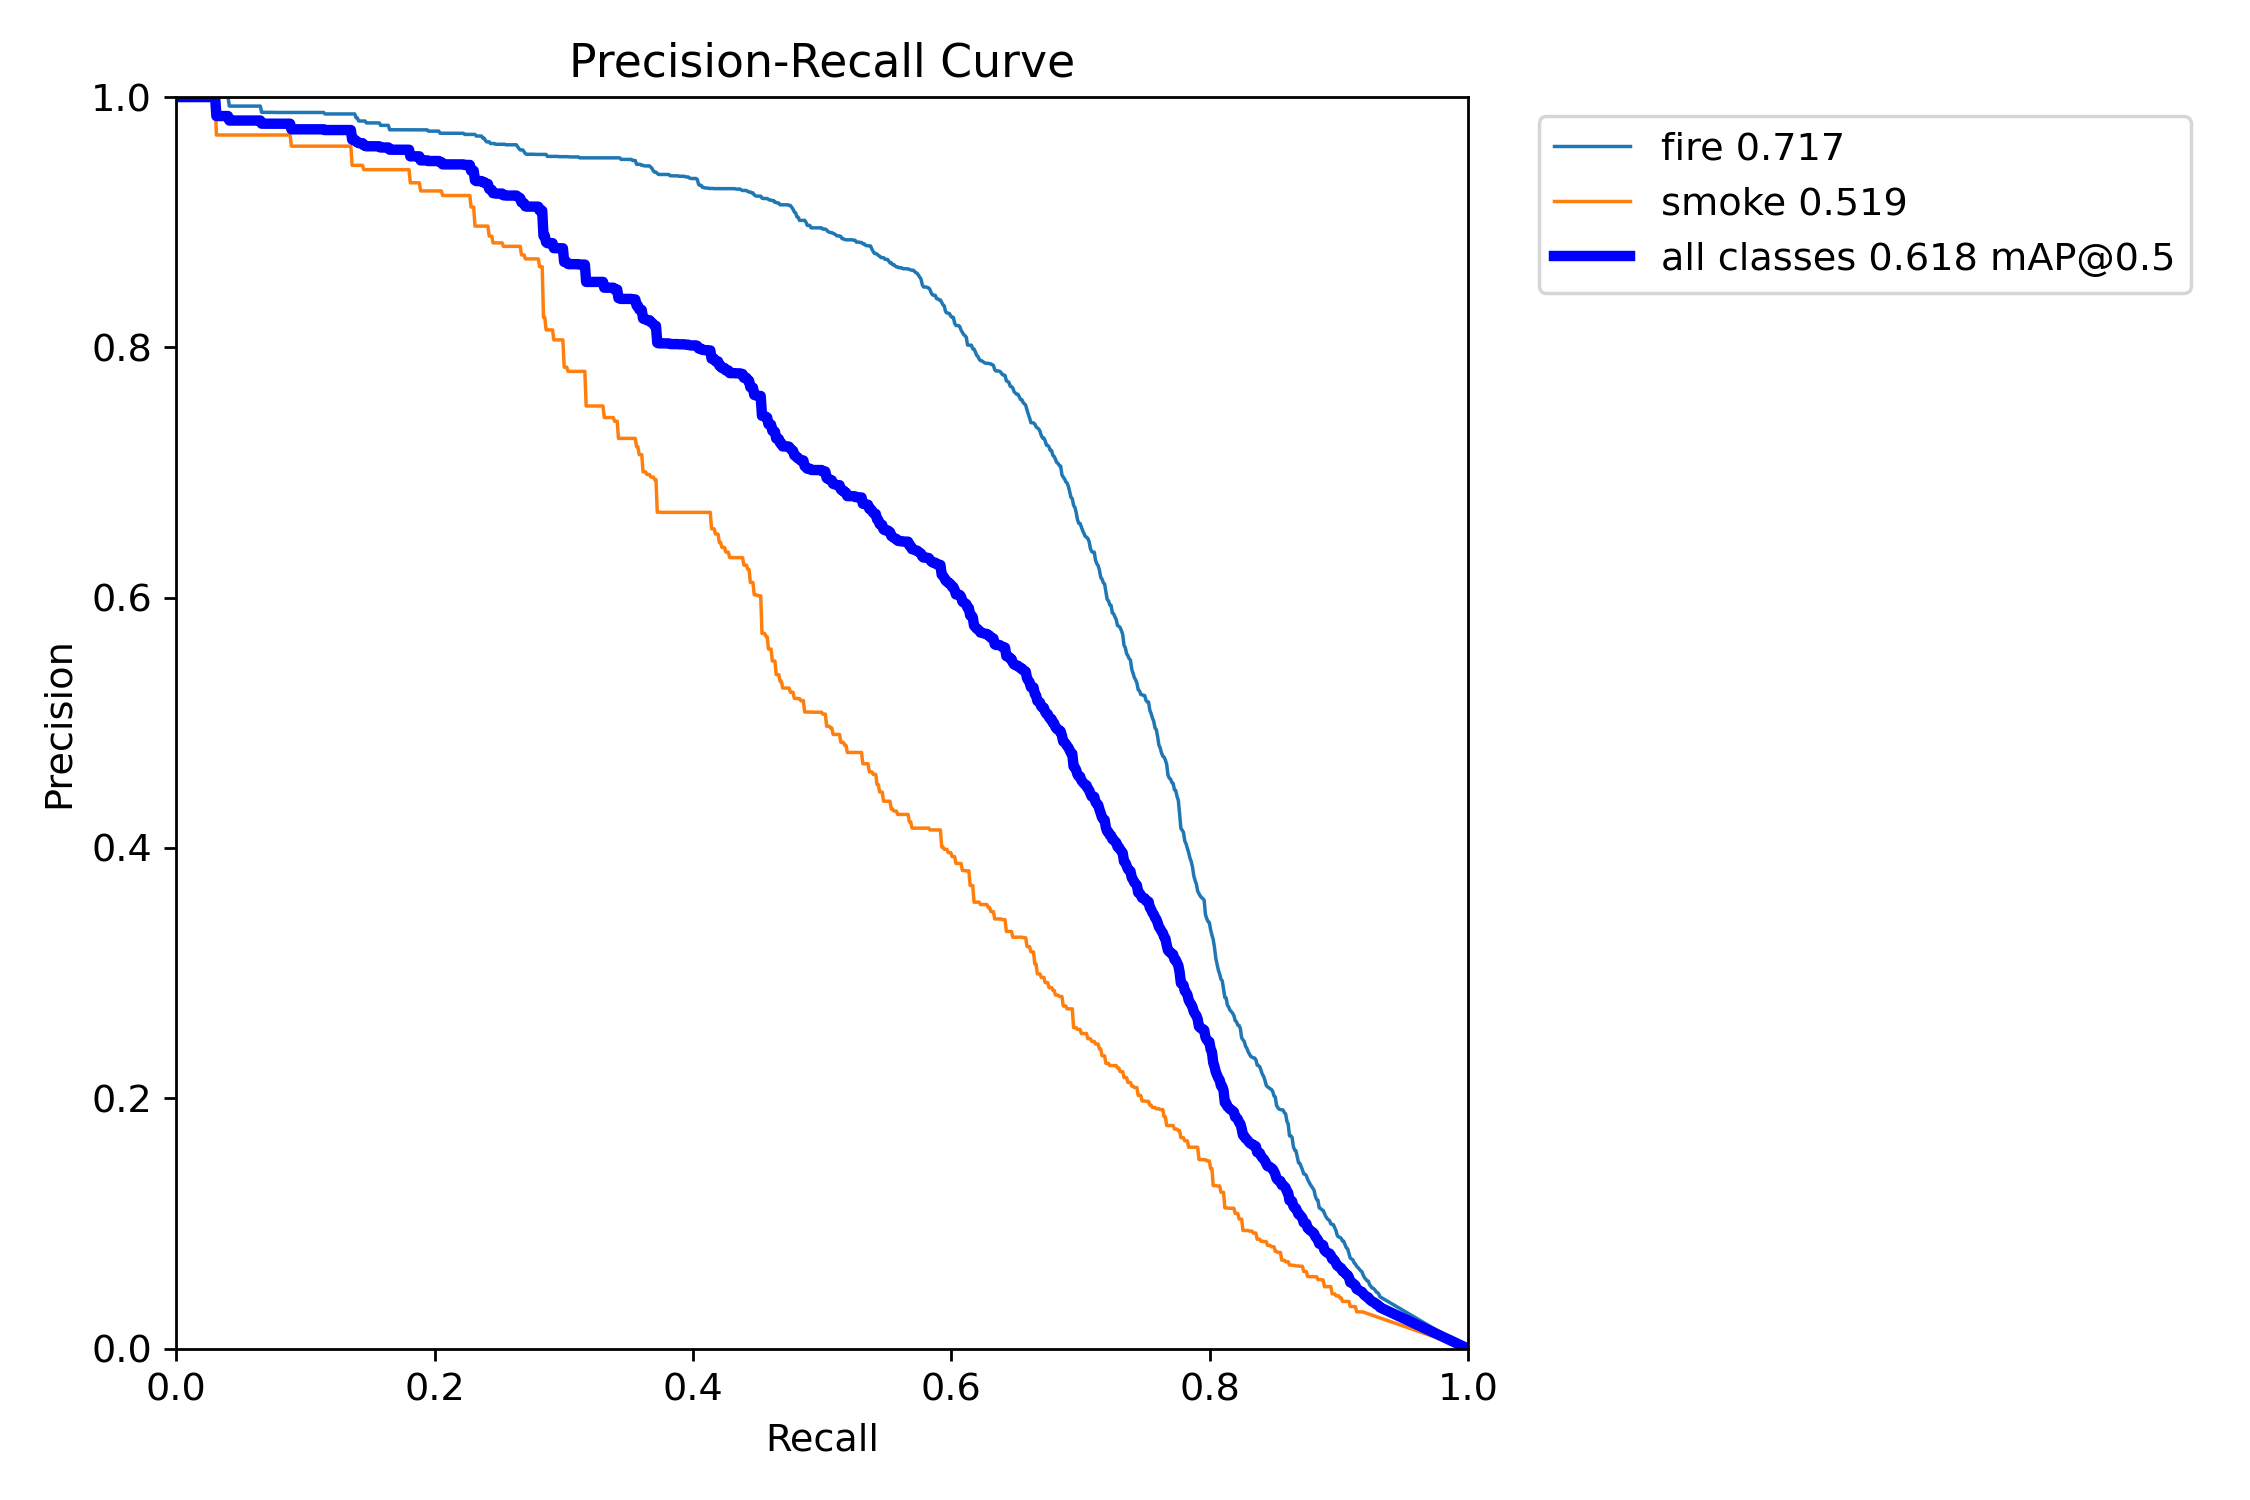 Precision-Recall Curve
fire 0.717
smoke 0.519
all classes 0.618 mAP@0.5
Precision
1.0
0.8
0.6
0.4
0.2
0.0
0.0 0.2 0.4 0.6 0.8 1.0
Recall